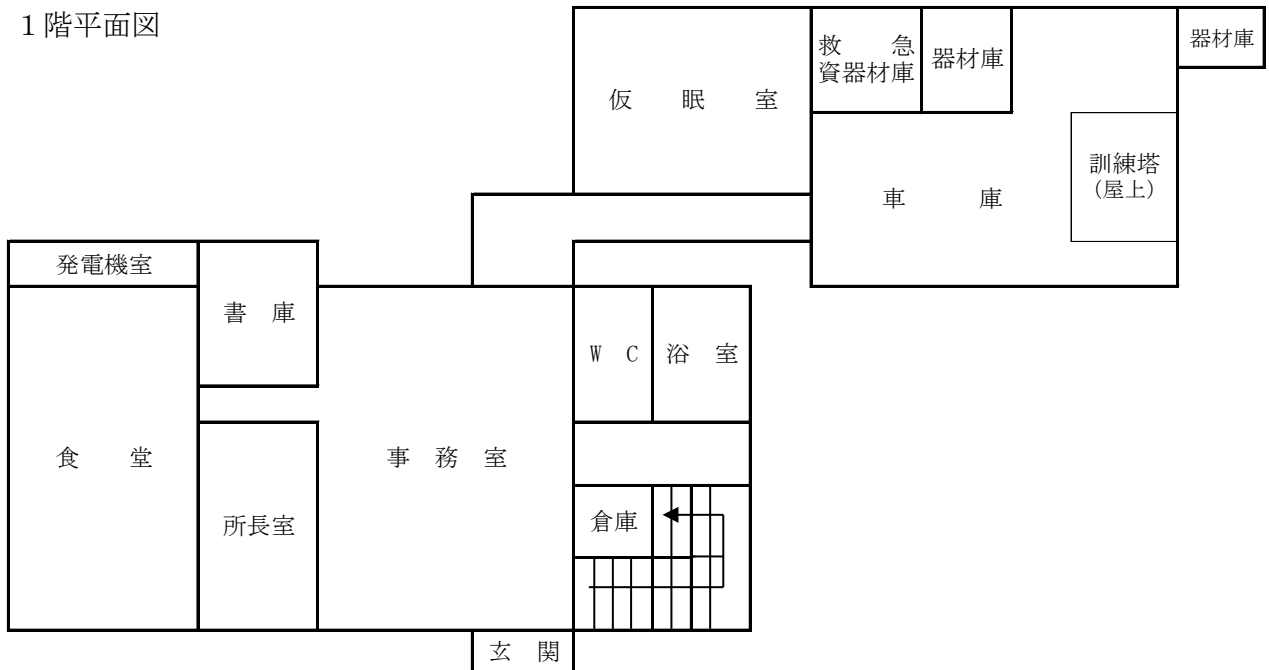 １階平面図
仮眠室
救急
資器材庫
器材庫
器材庫
訓練塔
(屋上)
車庫
発電機室
書庫
WC
浴室
食堂
事務室
所長室
倉庫
玄関